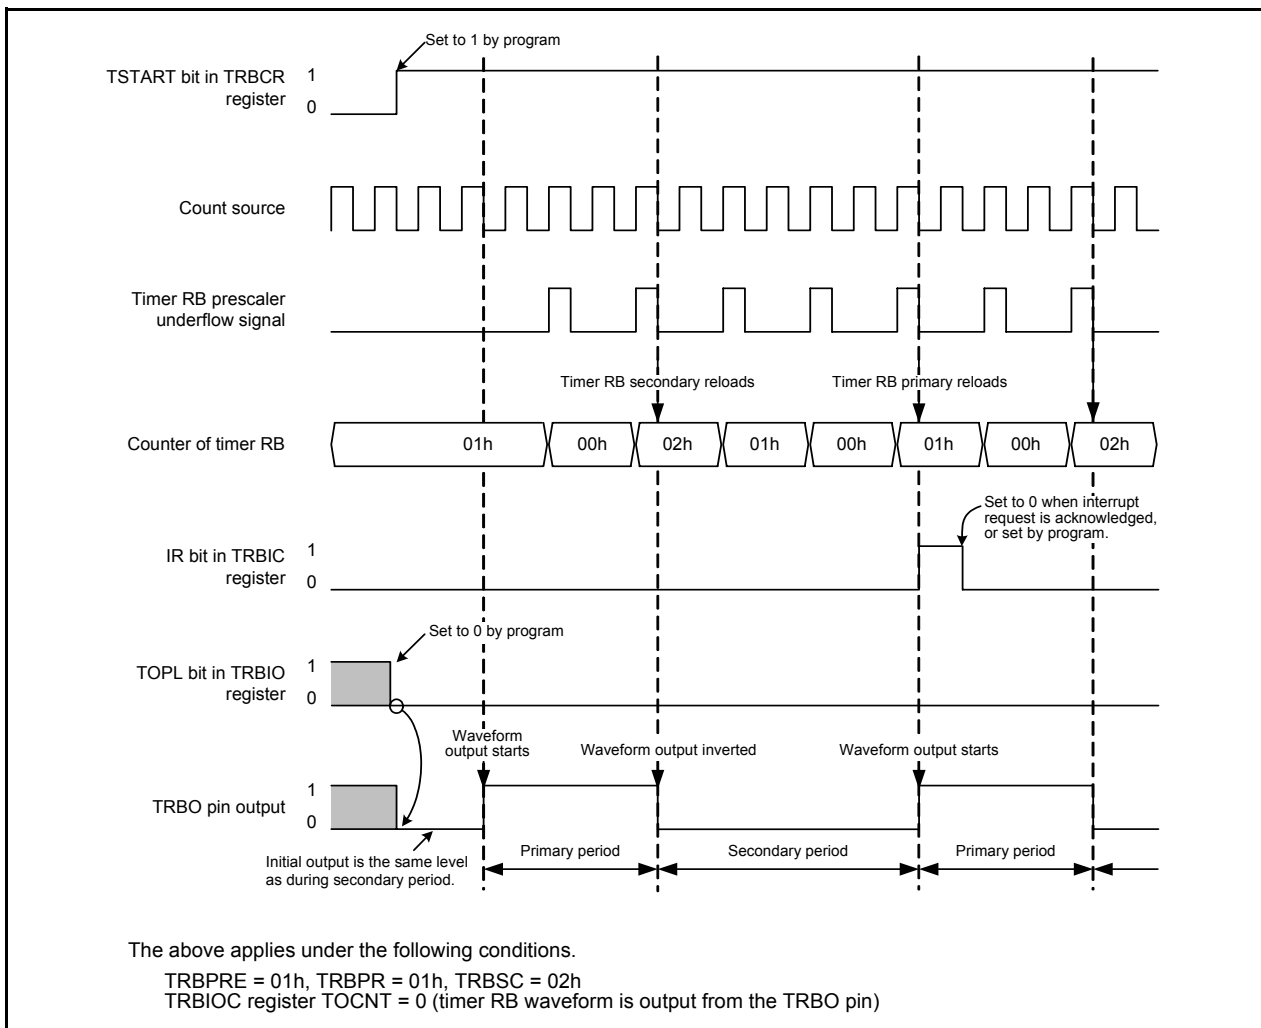 Set to 1 by program
TSTART bit in TRBCR
register
1
0
Count source
Timer RB prescaler
underflow signal
Timer RB secondary reloads
Timer RB primary reloads
Counter of timer RB
01h
00h
02h
01h
00h
01h
00h
02h
Set to 0 when interrupt
request is acknowledged,
or set by program.
IR bit in TRBIC
register
1
0
Set to 0 by program
TOPL bit in TRBIO
register
1
0
Waveform
output starts
Waveform output inverted
Waveform output starts
TRBO pin output
1
0
Initial output is the same level
as during secondary period.
Primary period
Secondary period
Primary period
The above applies under the following conditions.
TRBPRE = 01h, TRBPR = 01h, TRBSC = 02h
TRBIOC register TOCNT = 0 (timer RB waveform is output from the TRBO pin)